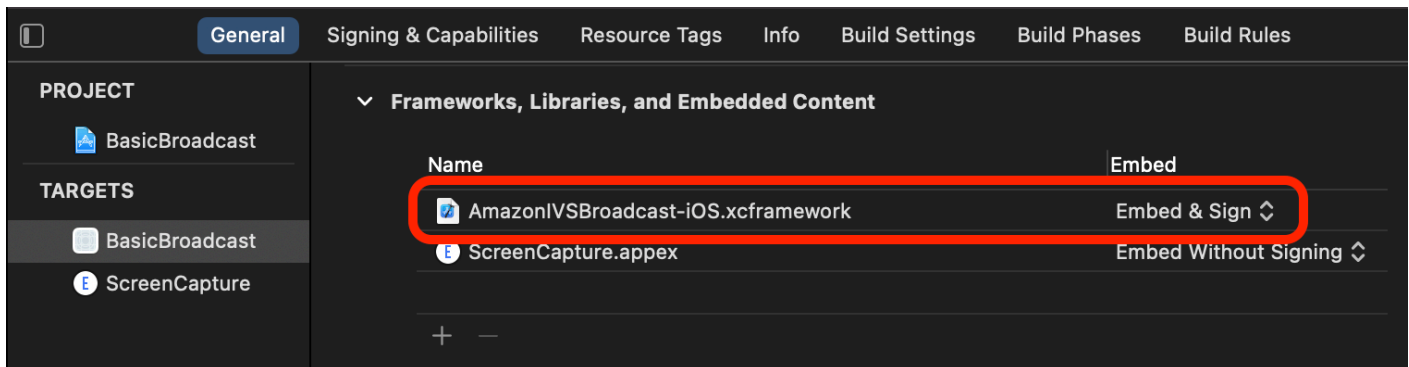 General Signing & Capabilities Resource Tags Info Build Settings Build Phases Build Rules
PROJECT
BasicBroadcast
TARGETS
BasicBroadcast
E ScreenCapture
Frameworks, Libraries, and Embedded Content
Name Embed
AmazonIVSBroadcast-iOS.xcframework Embed & Sign
E ScreenCapture.appex Embed Without Signing